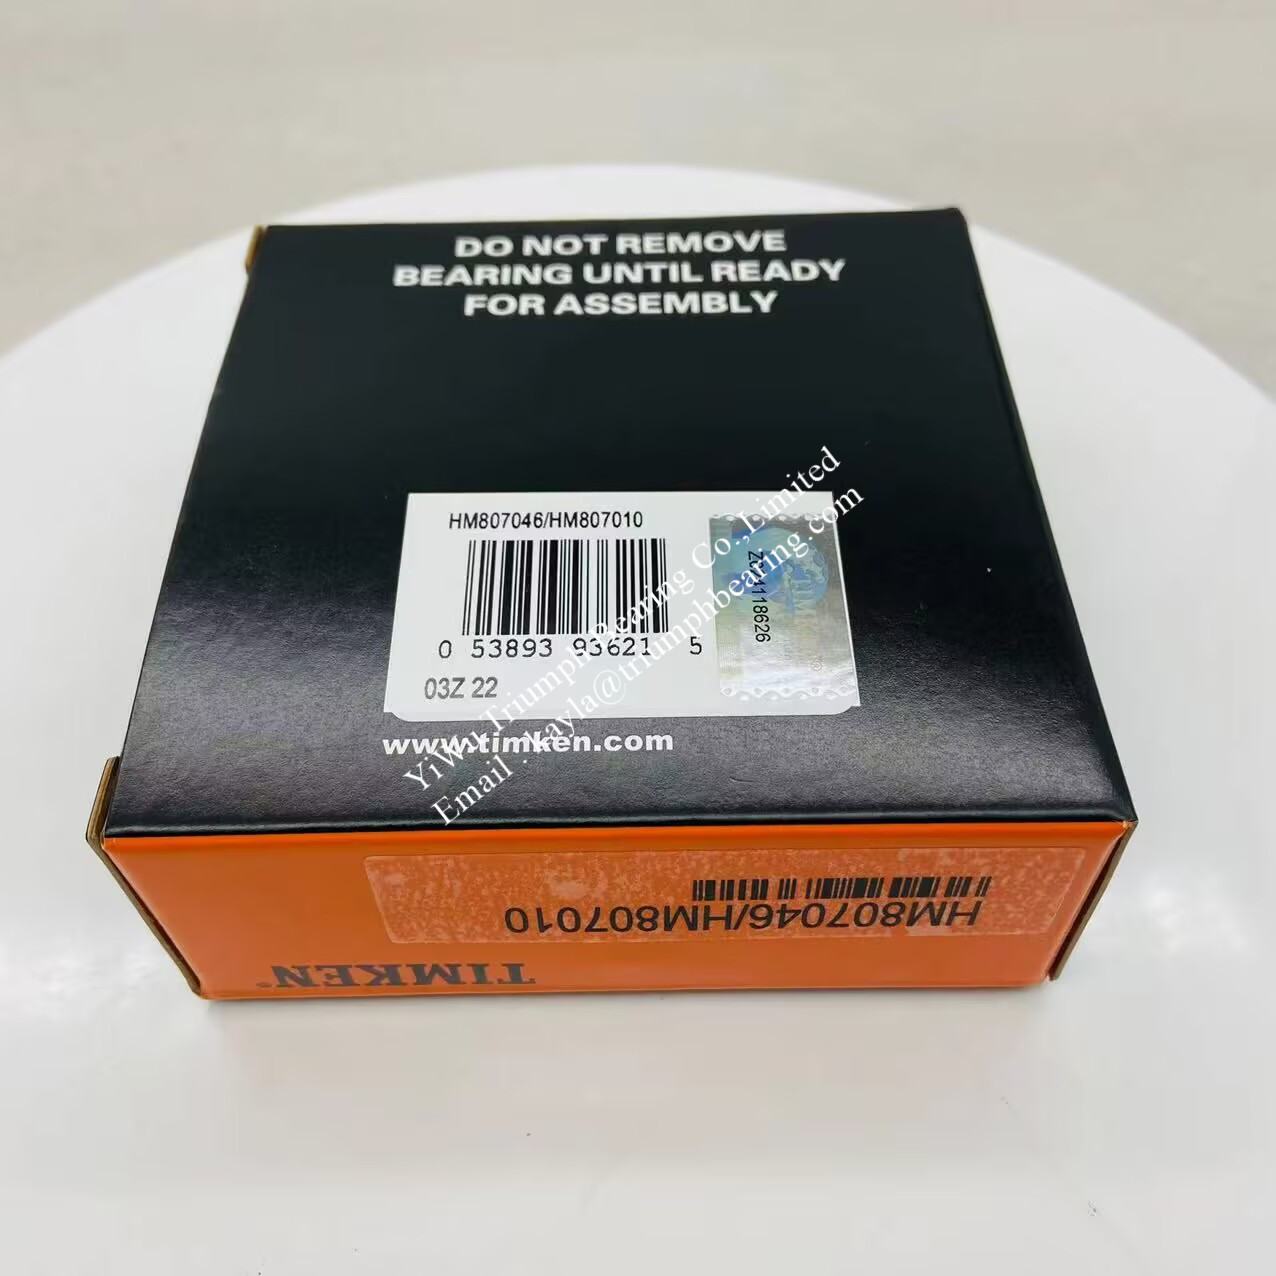 DO NOT REMOVE
BEARING UNTIL READY
FOR ASSEMBLY
HM807046/HM807010
0 53893 93621 5
03Z 22
www.timken.com
YiWu Triumph Bearing Co.,Limited
Email : kayla@triumphbearing.com
HM807046/HM807010
TIMKEN®